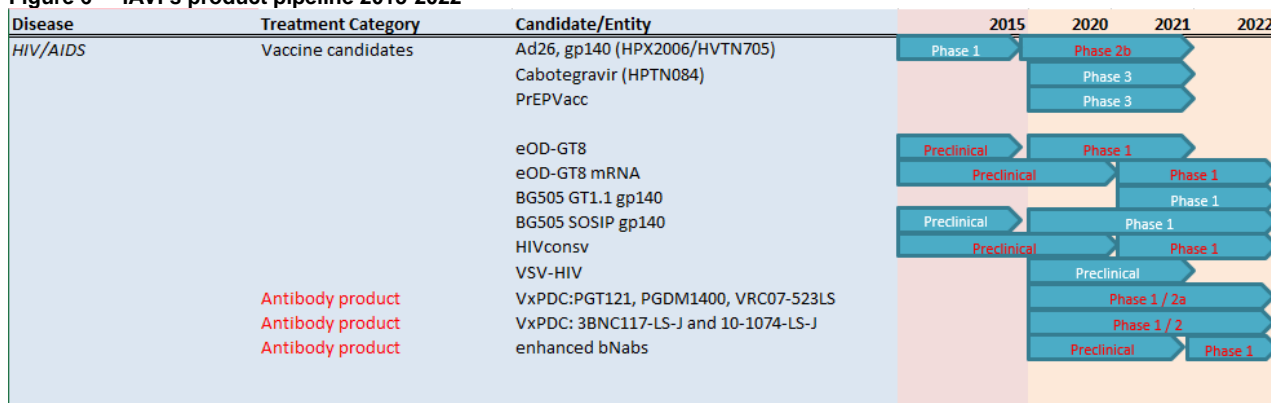 Figure IAVI's product pipeline
Disease Treatment Category Candidate/Entity 2015 2020 2021 2022
HIV/AIDS Vaccine candidates Ad26, gp140 (HPX2006/HVTN705) Phase 1 Phase 2b
Cabotegravir (HPTN084) Phase 3
PrEPVacc Phase 3
eOD-GT8 Preclinical Phase 1
eOD-GT8 mRNA Preclinical Phase 1
BG505 GT1.1 gp140 Phase 1
BG505 SOSIP gp140 Preclinical Phase 1
HIVconsv Preclinical Phase 1
VSV-HIV Preclinical
Antibody product VxPDC:PGT121, PGDM1400, VRC07-523LS Phase 1 / 2a
Antibody product VxPDC: 3BNC117-LS-J and 10-1074-LS-J Phase 1 / 2
Antibody product enhanced bNabs Preclinical Phase 1